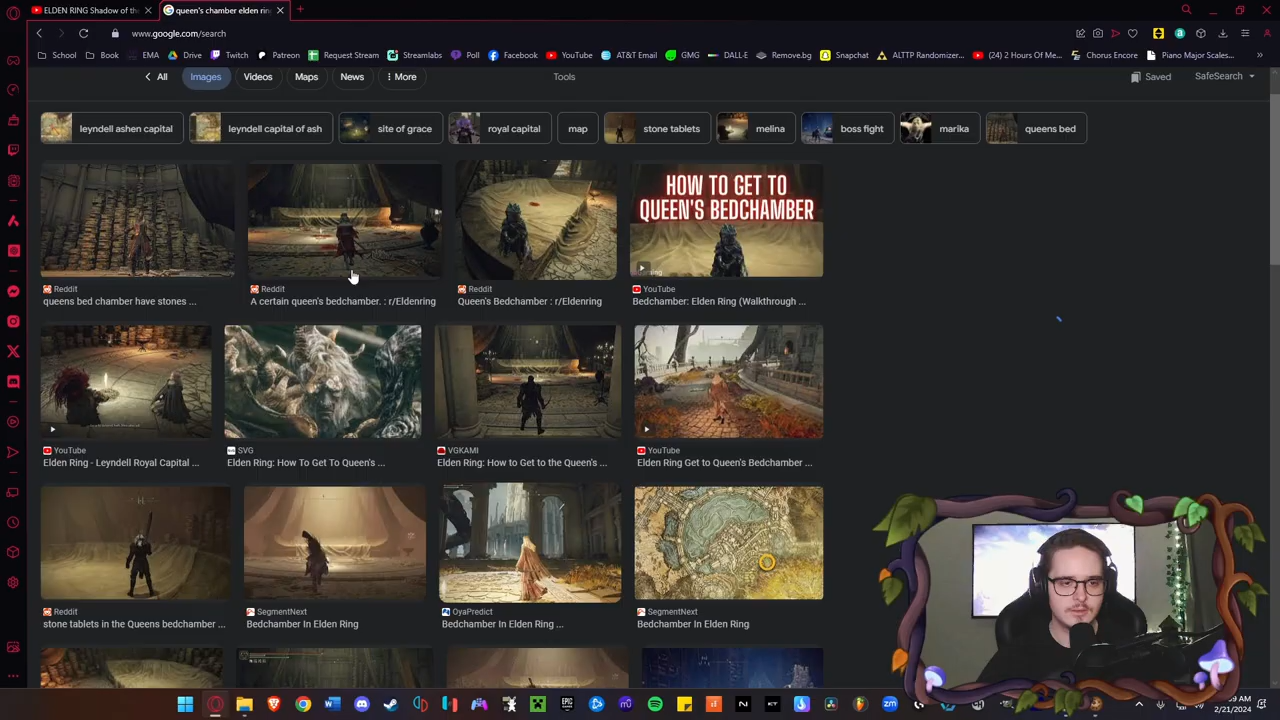 ELDEN RING Shadow of the
queen's chamber elden ring
www.google.com/search
School
Book
EMA
Drive
Twitch
Patreon
Request Stream
Streamlabs
Poll
Facebook
YouTube
AT&T Email
GMG
DALL-E
Remove.bg
Snapchat
ALTTP Randomizer...
(24) 2 Hours Of Me...
Chorus Encore
Piano Major Scales...
All
Images
Videos
Maps
News
More
Tools
Saved
SafeSearch
leyndell ashen capital
leyndell capital of ash
site of grace
royal capital
map
stone tablets
melina
boss fight
marika
queens bed
HOW TO GET TO
QUEEN'S BEDCHAMBER
Reddit
queens bed chamber have stones ...
Reddit
A certain queen's bedchamber. : r/Eldenring
Reddit
Queen's Bedchamber : r/Eldenring
YouTube
Bedchamber: Elden Ring (Walkthrough ...
YouTube
Elden Ring - Leyndell Royal Capital ...
SVG
Elden Ring: How To Get To Queen's ...
VGKAMI
Elden Ring: How to Get to the Queen's ...
YouTube
Elden Ring Get to Queen's Bedchamber ...
Reddit
stone tablets in the Queens bedchamber ...
SegmentNext
Bedchamber In Elden Ring
OyaPredict
Bedchamber In Elden Ring ...
SegmentNext
Bedchamber In Elden Ring
9 AM
2/21/2024